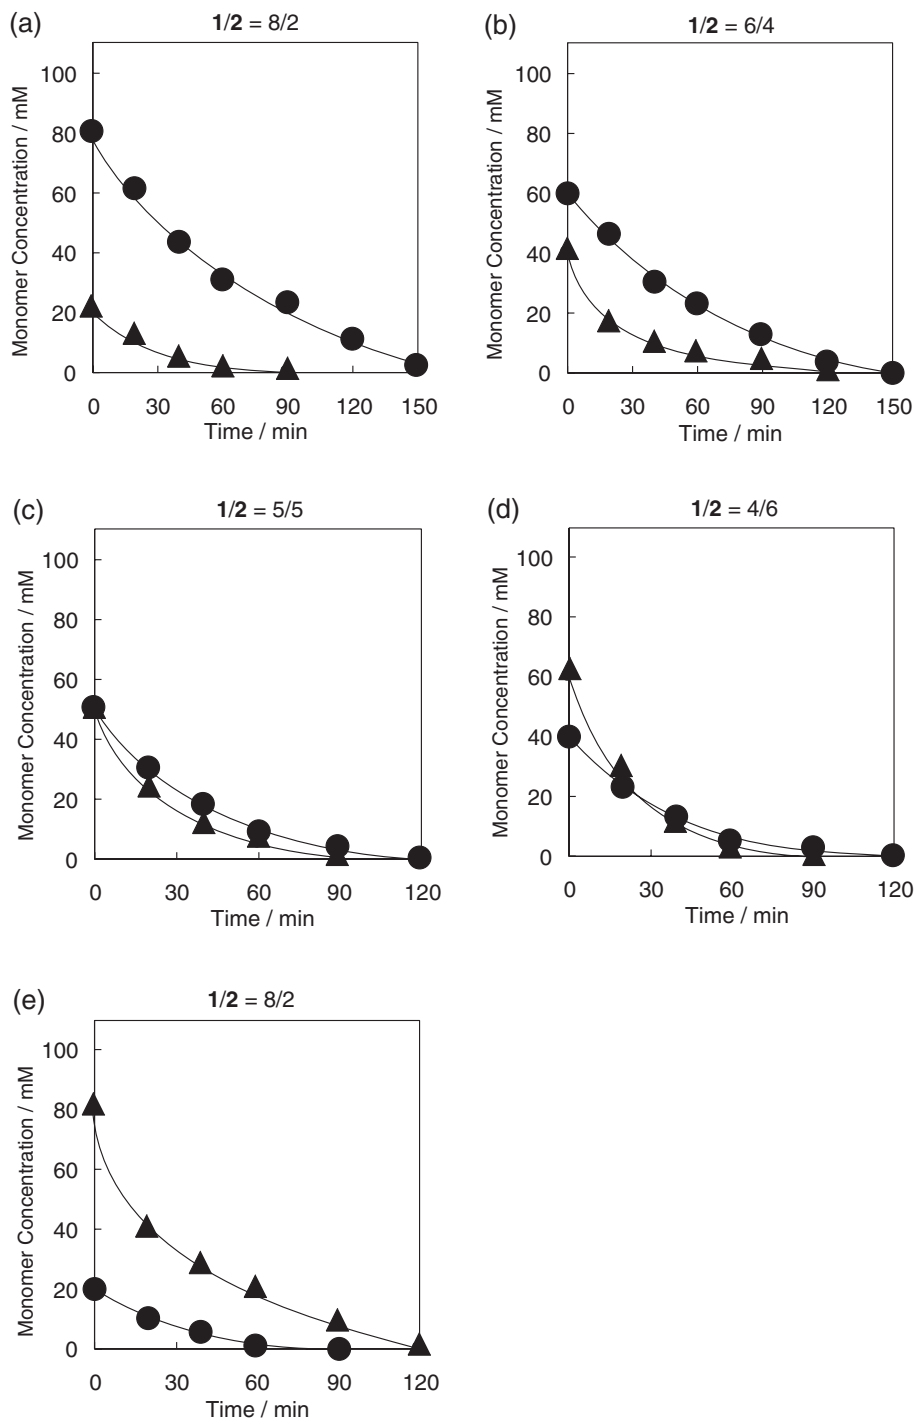 (a)
1/2 = 8/2
Monomer Concentration / mM
100
80
60
40
20
0
0 30 60 90 120 150
Time / min
(b)
1/2 = 6/4
Monomer Concentration / mM
100
80
60
40
20
0
0 30 60 90 120 150
Time / min
(c)
1/2 = 5/5
Monomer Concentration / mM
100
80
60
40
20
0
0 30 60 90 120
Time / min
(d)
1/2 = 4/6
Monomer Concentration / mM
100
80
60
40
20
0
0 30 60 90 120
Time / min
(e)
1/2 = 8/2
Monomer Concentration / mM
100
80
60
40
20
0
0 30 60 90 120
Time / min